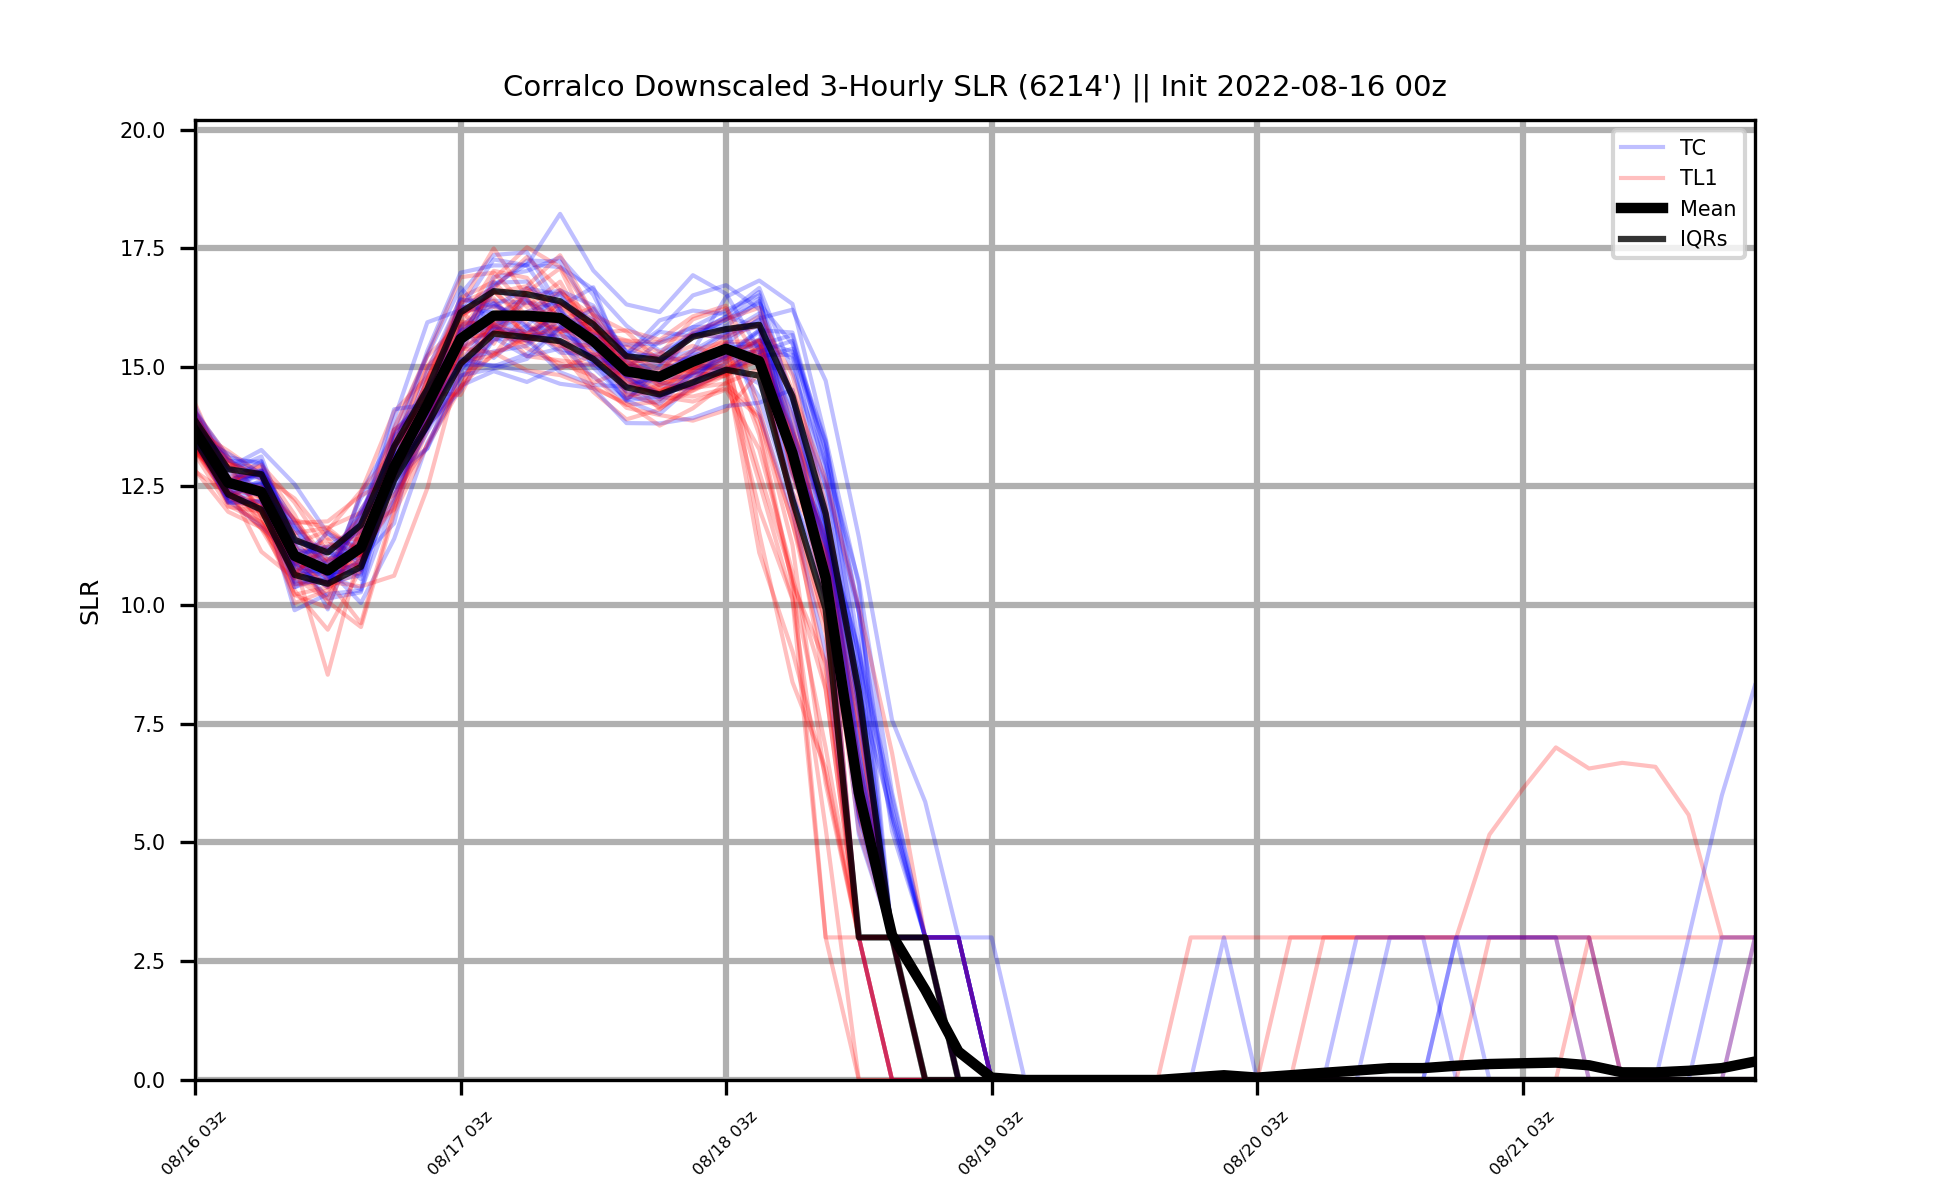 Corralco Downscaled 3-Hourly SLR (6214') || Init 2022-08-16 00z
TC
TL1
Mean
IQRs
SLR
20.0
17.5
15.0
12.5
10.0
7.5
5.0
2.5
0.0
08/16 03z
08/17 03z
08/18 03z
08/19 03z
08/20 03z
08/21 03z